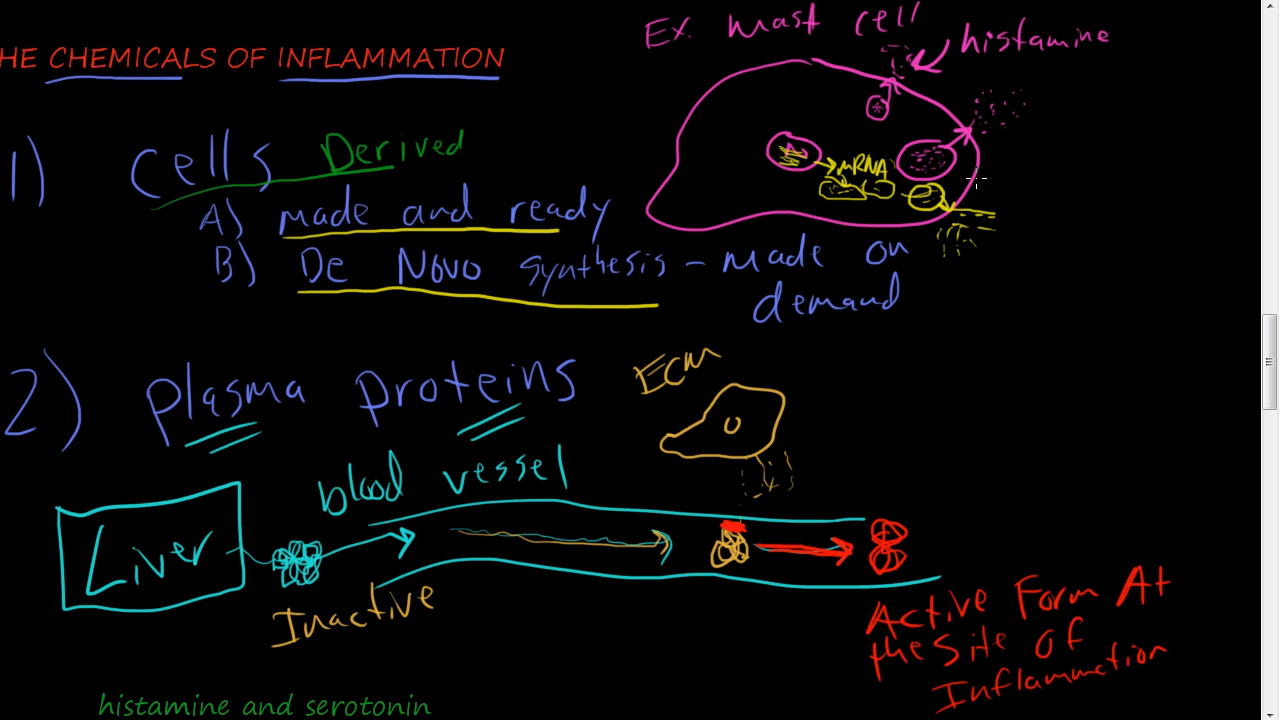 HE CHEMICALS OF INFLAMMATION
Ex. mast cell
histamine
1) Cells Derived
mRNA
A) made and ready
B) De Novo synthesis - made on
demand
2) Plasma proteins
ECM
blood vessel
Liver
Inactive
Active Form At
the Site of
Inflammation
histamine and serotonin